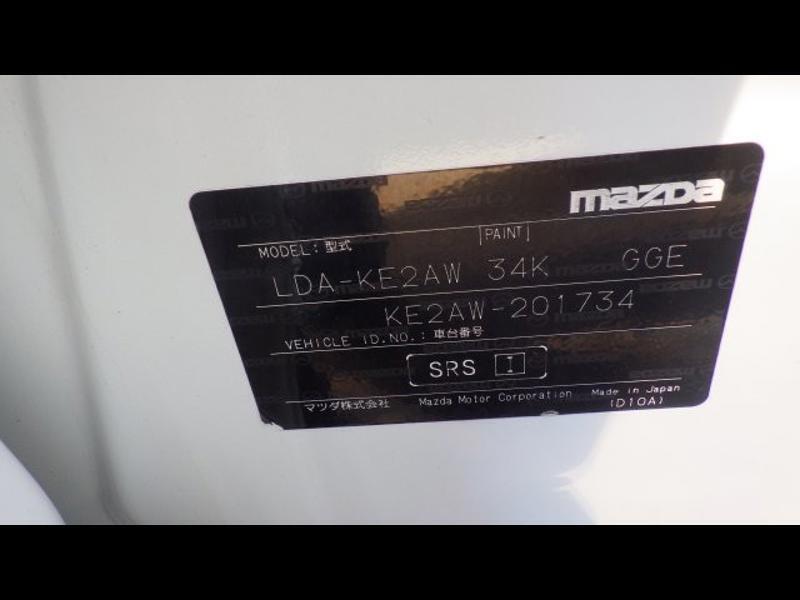 mazda
MODEL: 型式 PAINT
LDA-KE2AW 34K GGE
KE2AW-201734
VEHICLE ID.NO.: 車台番号
SRS I
マツダ株式会社 Mazda Motor Corporation Made in Japan
(D10A)